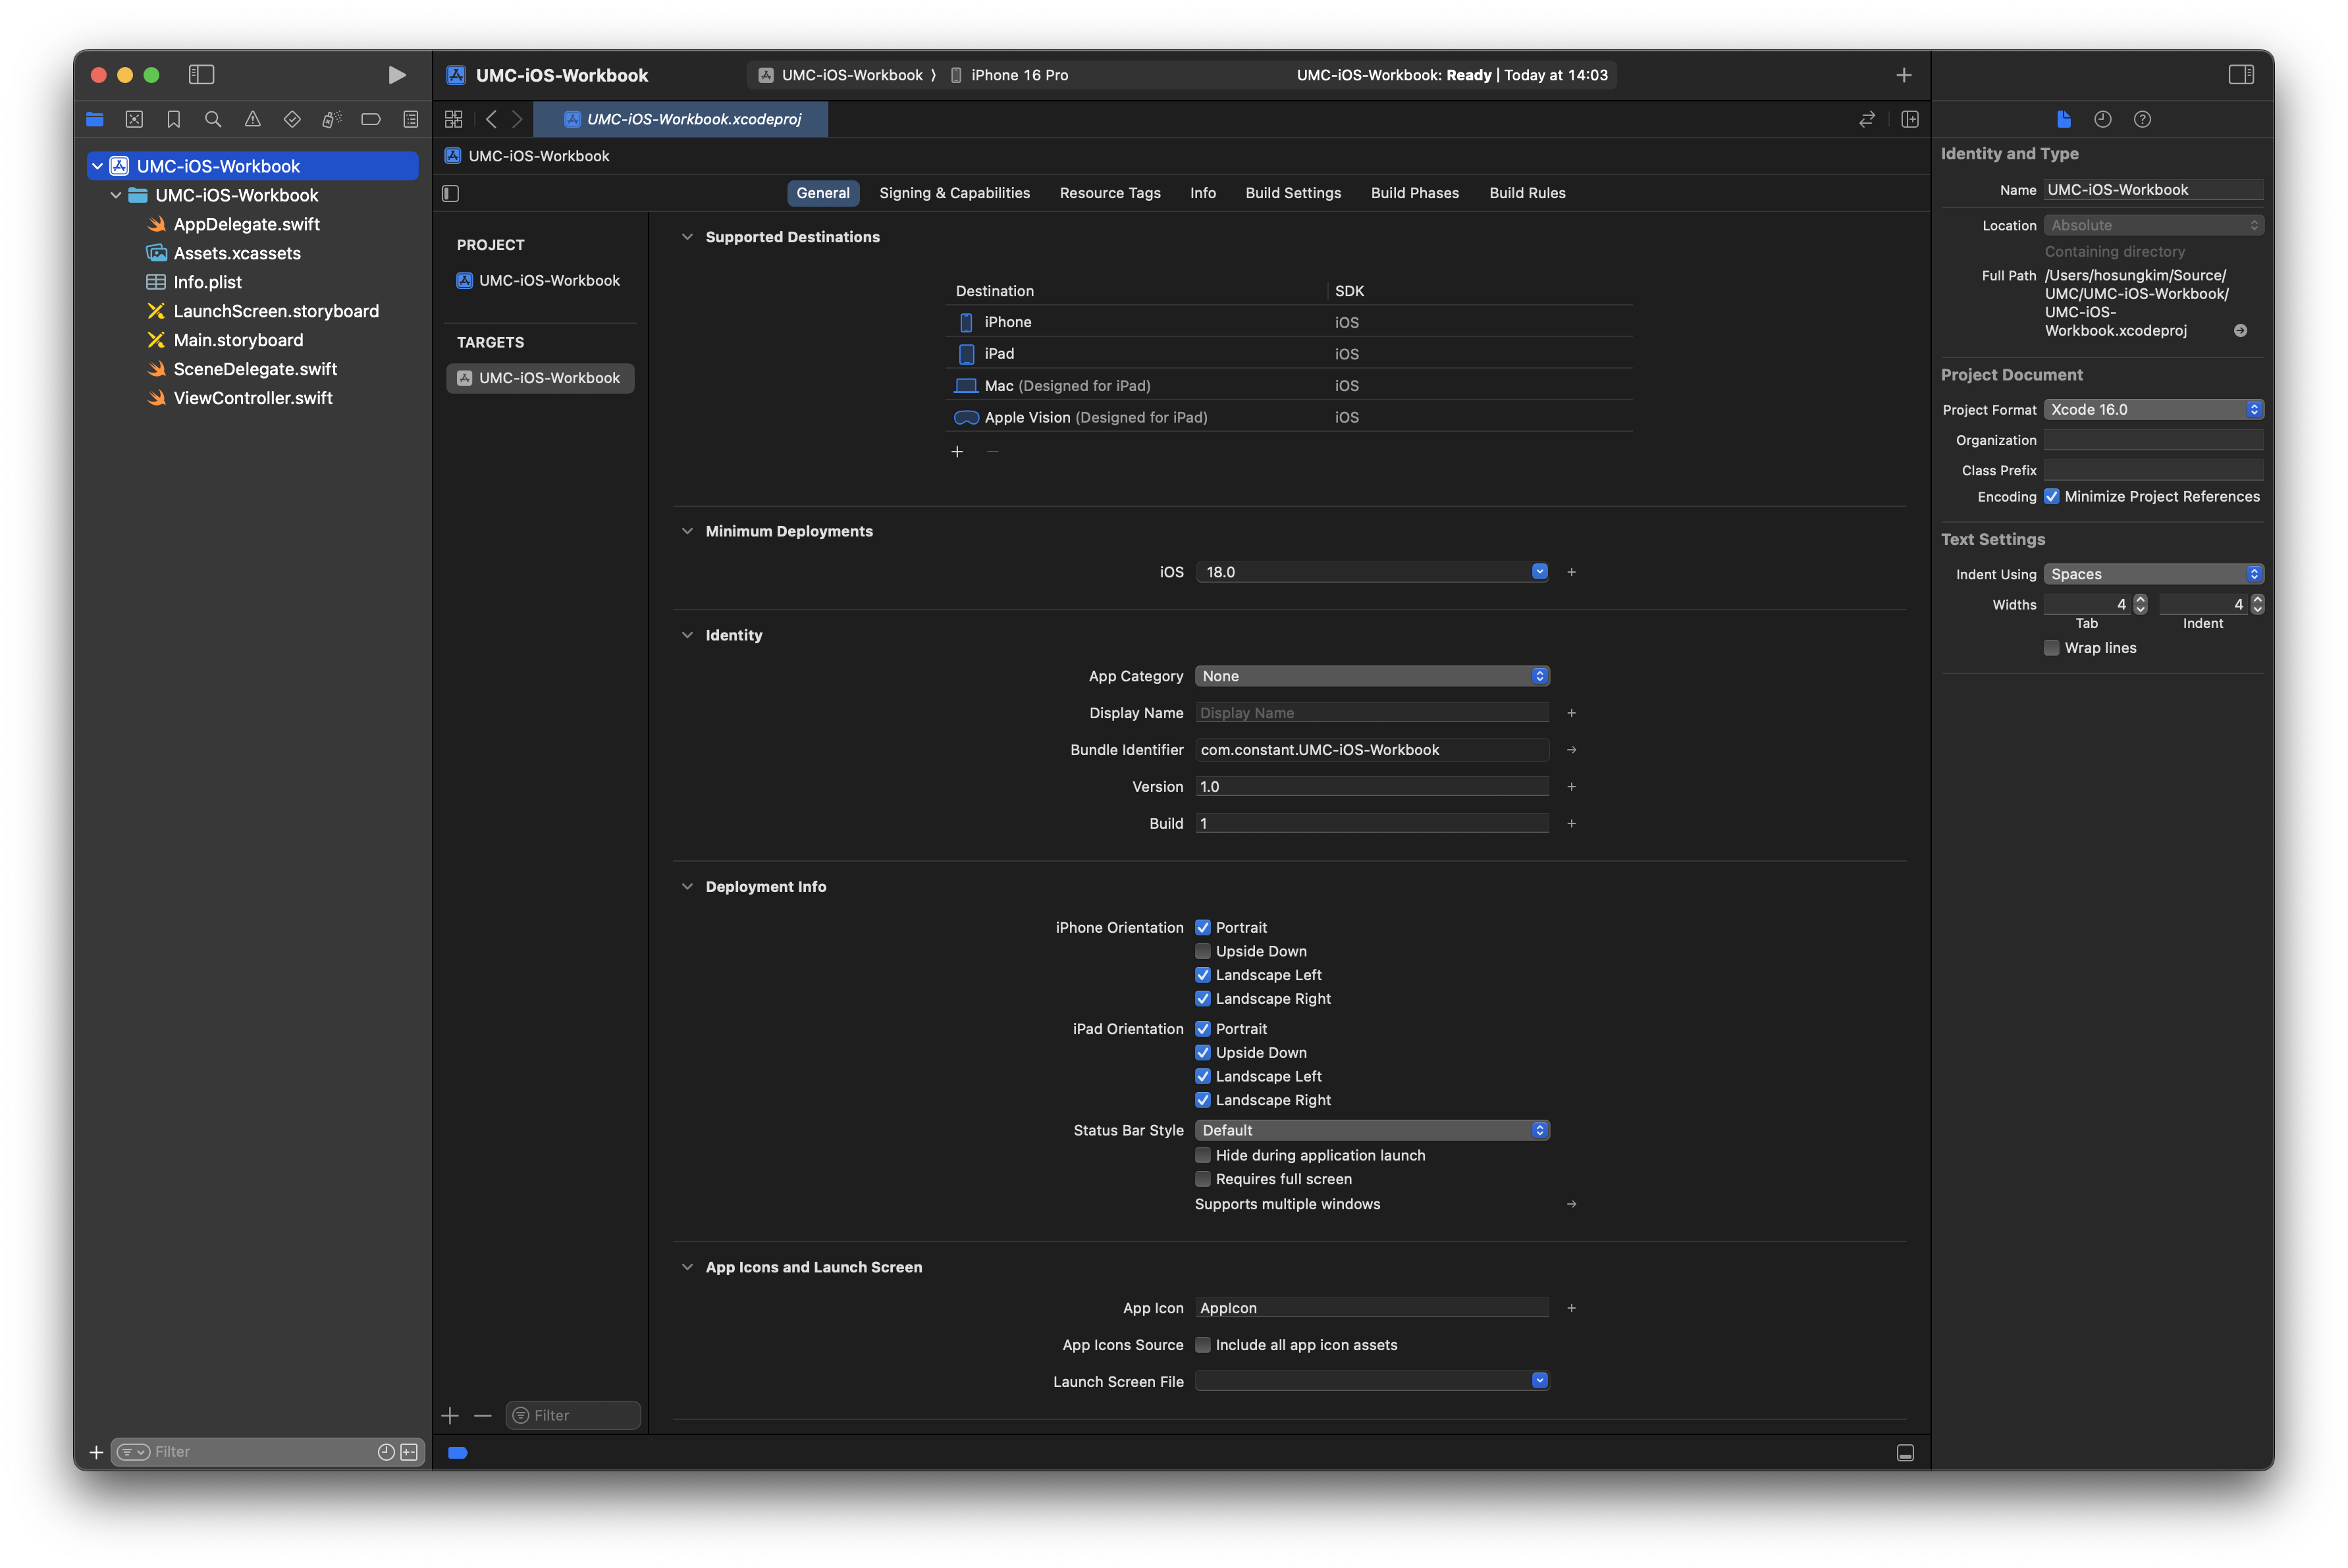 UMC-iOS-Workbook
UMC-iOS-Workbook ⟩ iPhone 16 Pro
UMC-iOS-Workbook: Ready | Today at 14:03
UMC-iOS-Workbook.xcodeproj
UMC-iOS-Workbook
UMC-iOS-Workbook
UMC-iOS-Workbook
AppDelegate.swift
Assets.xcassets
Info.plist
LaunchScreen.storyboard
Main.storyboard
SceneDelegate.swift
ViewController.swift
Filter
General Signing & Capabilities Resource Tags Info Build Settings Build Phases Build Rules
PROJECT
UMC-iOS-Workbook
TARGETS
UMC-iOS-Workbook
Filter
Supported Destinations
Destination SDK
iPhone iOS
iPad iOS
Mac (Designed for iPad) iOS
Apple Vision (Designed for iPad) iOS
Minimum Deployments
iOS 18.0
Identity
App Category None
Display Name Display Name
Bundle Identifier com.constant.UMC-iOS-Workbook
Version 1.0
Build 1
Deployment Info
iPhone Orientation Portrait
Upside Down
Landscape Left
Landscape Right
iPad Orientation Portrait
Upside Down
Landscape Left
Landscape Right
Status Bar Style Default
Hide during application launch
Requires full screen
Supports multiple windows
App Icons and Launch Screen
App Icon AppIcon
App Icons Source Include all app icon assets
Launch Screen File
Identity and Type
Name UMC-iOS-Workbook
Location Absolute
Containing directory
Full Path /Users/hosungkim/Source/
UMC/UMC-iOS-Workbook/
UMC-iOS-
Workbook.xcodeproj
Project Document
Project Format Xcode 16.0
Organization
Class Prefix
Encoding Minimize Project References
Text Settings
Indent Using Spaces
Widths 4 4
Tab Indent
Wrap lines